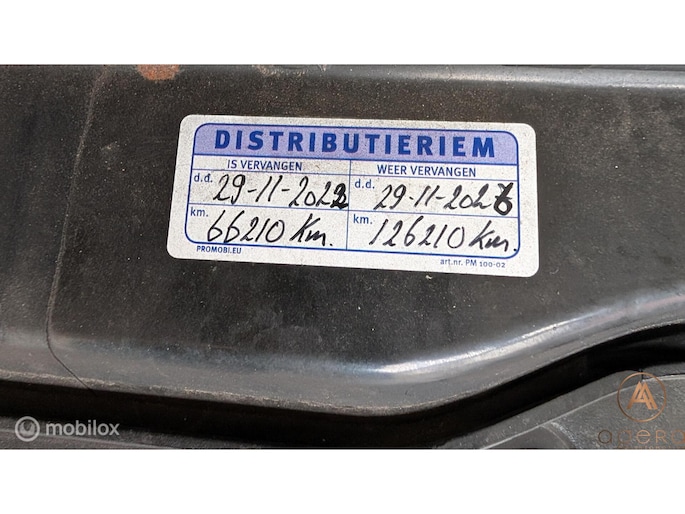 DISTRIBUTIERIEM
IS VERVANGEN WEER VERVANGEN
d.d. 29-11-2022 d.d. 29-11-2026
km. 66210 Km. km. 126210 Km.
PROMOBI.EU art.nr. PM 100-02
mobilox